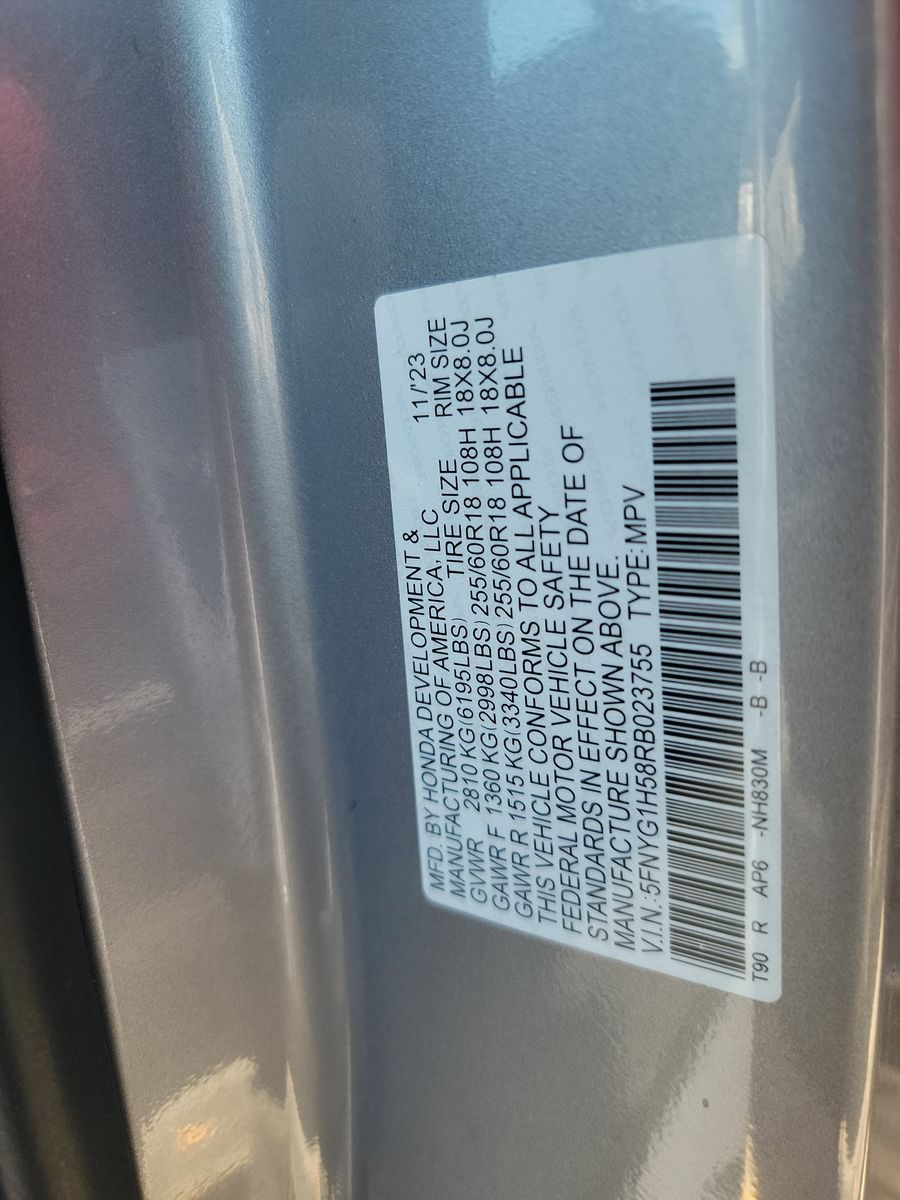 MFD. BY HONDA DEVELOPMENT &
MANUFACTURING OF AMERICA, LLC 11/'23
GVWR 2810 KG(6195LBS) TIRE SIZE RIM SIZE
GAWR F 1360 KG(2998LBS) 255/60R18 108H 18X8.0J
GAWR R 1515 KG(3340LBS) 255/60R18 108H 18X8.0J
THIS VEHICLE CONFORMS TO ALL APPLICABLE
FEDERAL MOTOR VEHICLE SAFETY
STANDARDS IN EFFECT ON THE DATE OF
MANUFACTURE SHOWN ABOVE.
V.I.N.:5FNYG1H58RB023755 TYPE:MPV
T90 R AP6 -NH830M -B -B